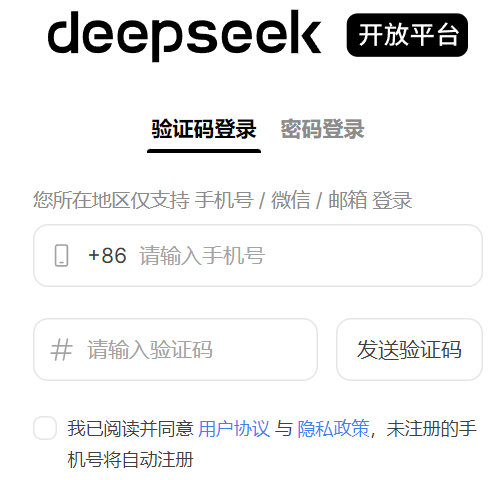 deepseek 开放平台
验证码登录 密码登录
您所在地区仅支持 手机号 / 微信 / 邮箱 登录
+86 请输入手机号
# 请输入验证码 发送验证码
我已阅读并同意 用户协议 与 隐私政策，未注册的手
机号将自动注册